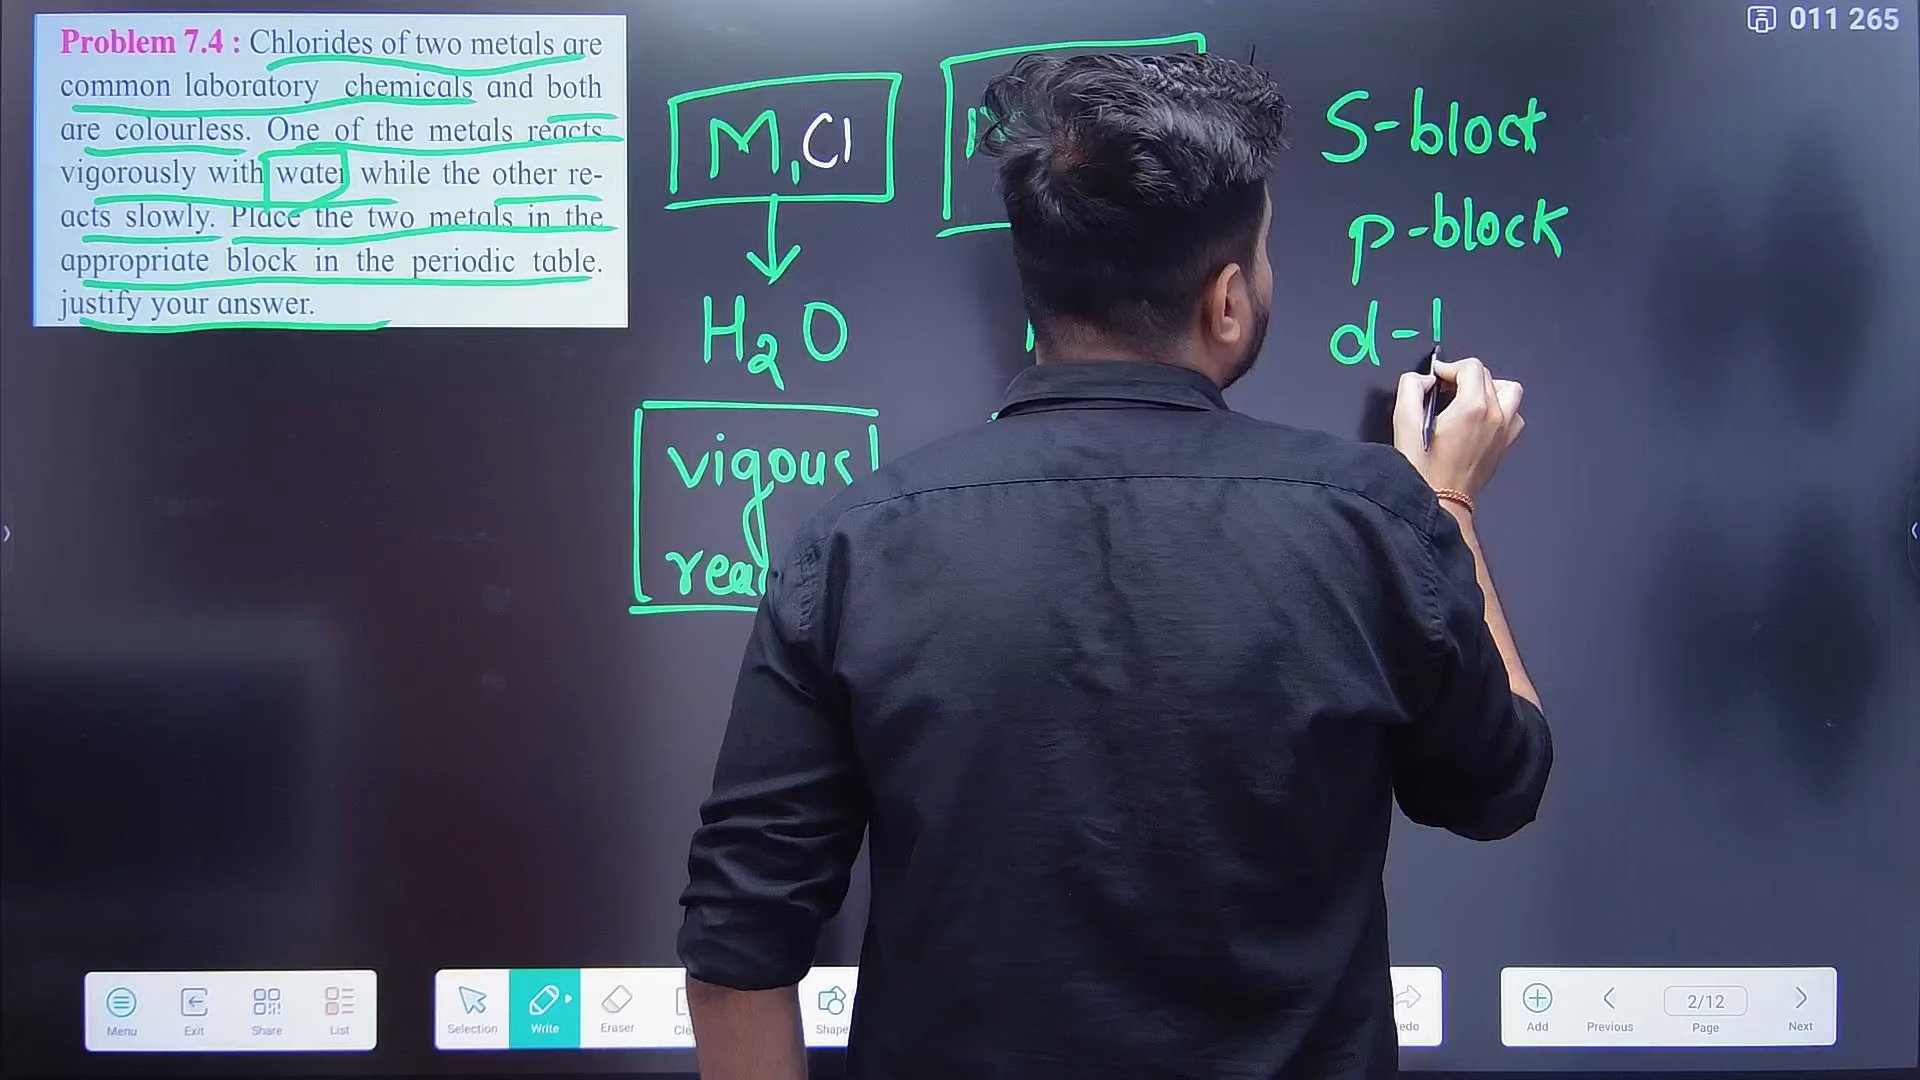 Problem 7.4 : Chlorides of two metals are
common laboratory chemicals and both
are colourless. One of the metals reacts
vigorously with water while the other re-
acts slowly. Place the two metals in the
appropriate block in the periodic table.
justify your answer.
M₁Cl
H₂O
vigous
rea
S-block
p-block
d-
011 265
Menu
Exit
Share
List
Selection
Write
Eraser
Cle
Shape
edo
Add
Previous
2/12
Page
Next